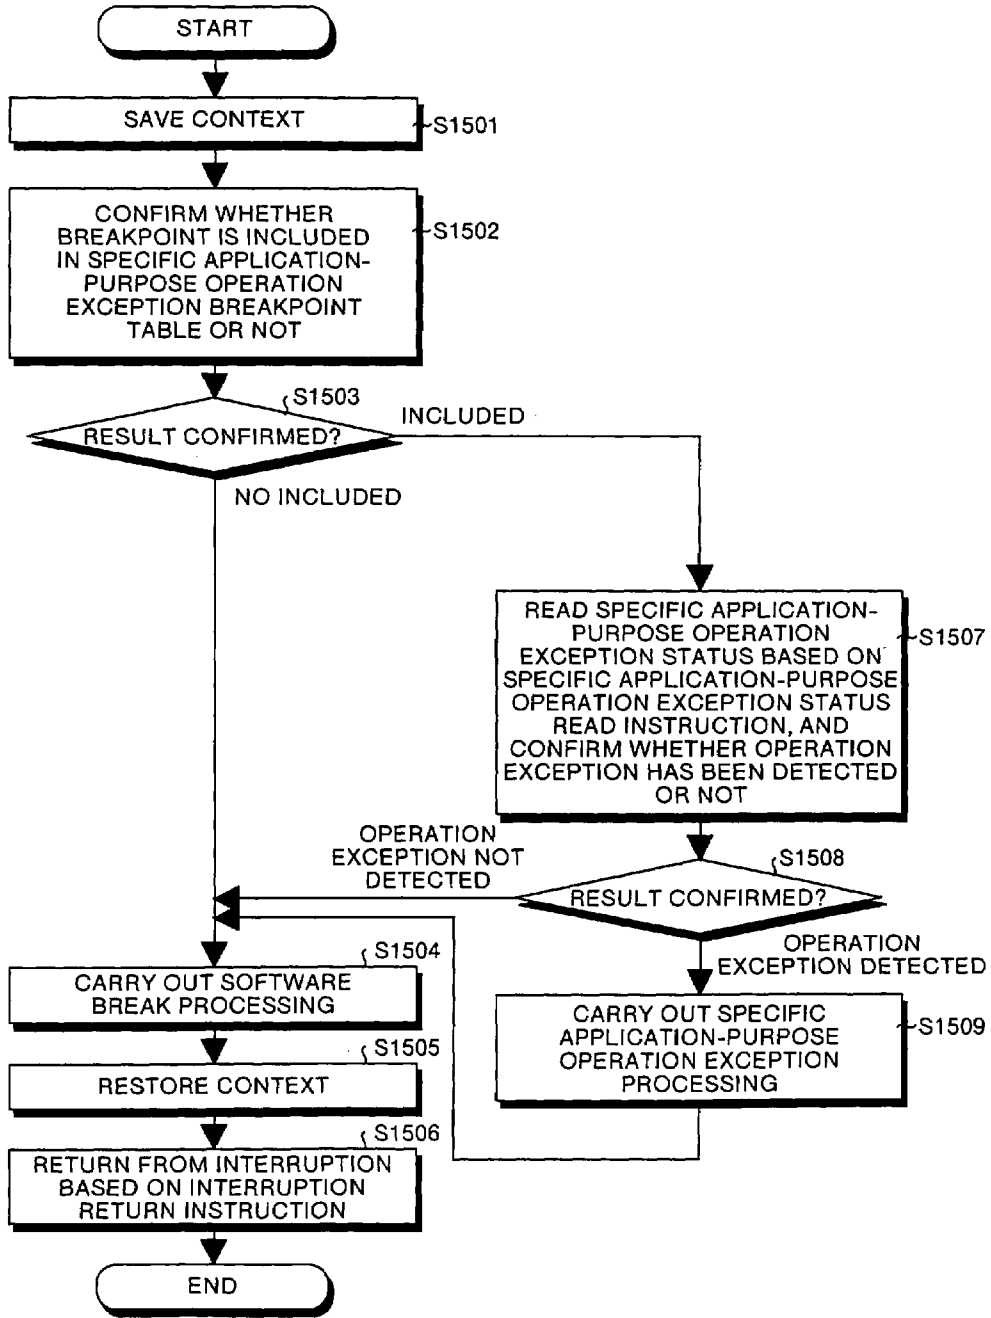 START
SAVE CONTEXT
S1501
CONFIRM WHETHER
BREAKPOINT IS INCLUDED
IN SPECIFIC APPLICATION-
PURPOSE OPERATION
EXCEPTION BREAKPOINT
TABLE OR NOT
S1502
S1503
RESULT CONFIRMED?
INCLUDED
NO INCLUDED
READ SPECIFIC APPLICATION-
PURPOSE OPERATION
EXCEPTION STATUS BASED ON
SPECIFIC APPLICATION-PURPOSE
OPERATION EXCEPTION STATUS
READ INSTRUCTION, AND
CONFIRM WHETHER OPERATION
EXCEPTION HAS BEEN DETECTED
OR NOT
S1507
OPERATION
EXCEPTION NOT
DETECTED
S1508
RESULT CONFIRMED?
OPERATION
EXCEPTION DETECTED
S1504
CARRY OUT SOFTWARE
BREAK PROCESSING
CARRY OUT SPECIFIC
APPLICATION-PURPOSE
OPERATION EXCEPTION
PROCESSING
S1509
S1505
RESTORE CONTEXT
S1506
RETURN FROM INTERRUPTION
BASED ON INTERRUPTION
RETURN INSTRUCTION
END